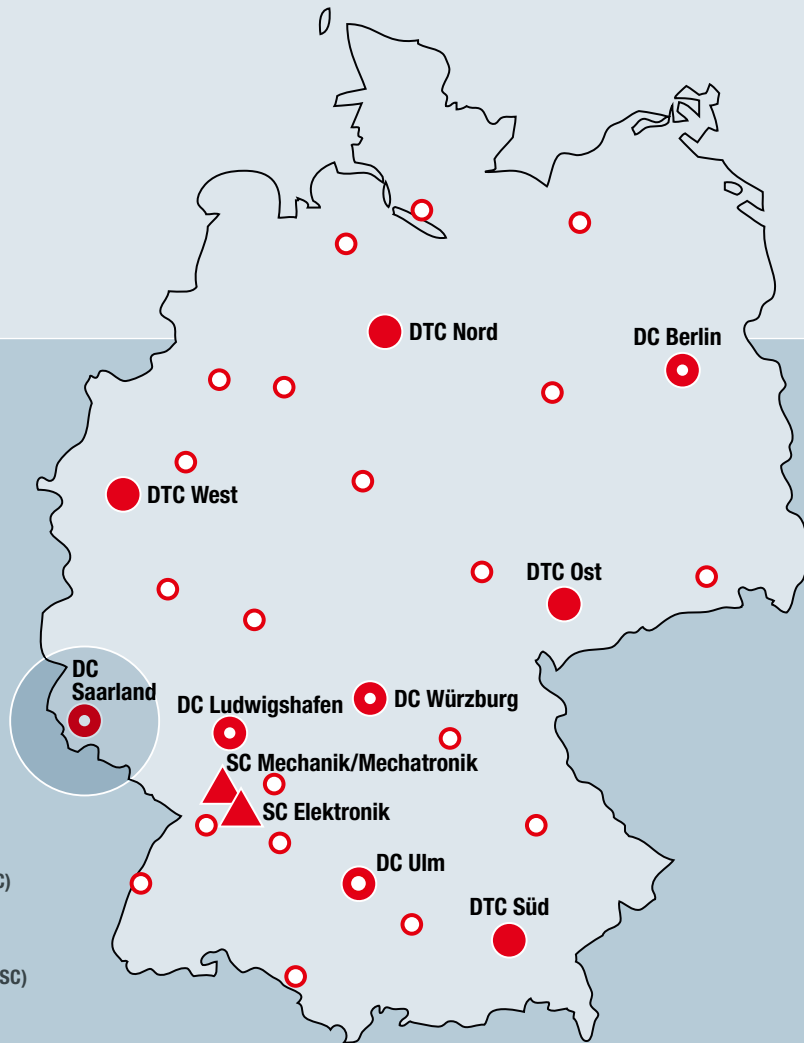 DTC Nord
DC Berlin
DTC West
DTC Ost
DC
Saarland
DC Ludwigshafen
DC Würzburg
SC Mechanik/Mechatronik
SC Elektronik
DC Ulm
C)
DTC Süd
SC)